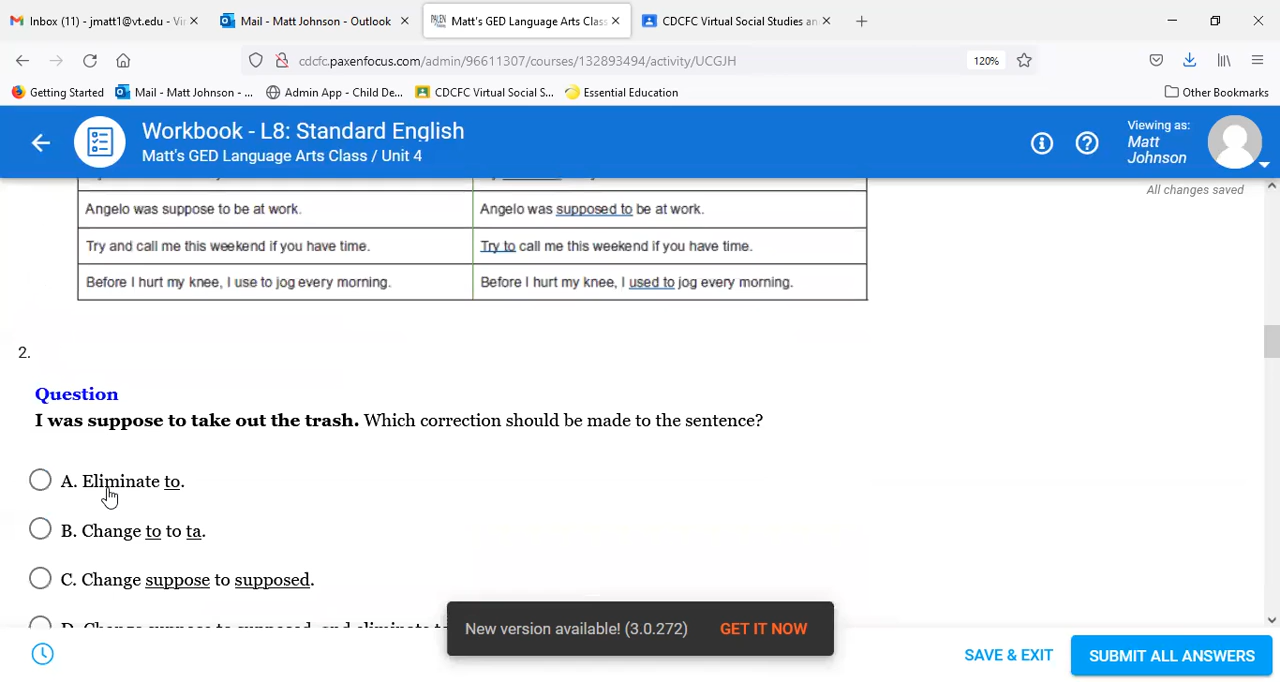 Inbox (11) - jmatt1@vt.edu - Vi
Mail - Matt Johnson - Outlook
PAXEN Matt's GED Language Arts Clas
CDCFC Virtual Social Studies an
cdcfc.paxenfocus.com/admin/96611307/courses/132893494/activity/UCGJH
120%
Getting Started
Mail - Matt Johnson - ...
Admin App - Child De...
CDCFC Virtual Social S...
Essential Education
Other Bookmarks
Workbook - L8: Standard English
Matt's GED Language Arts Class / Unit 4
Viewing as:
Matt
Johnson
All changes saved
Angelo was suppose to be at work. Angelo was supposed to be at work.
Try and call me this weekend if you have time. Try to call me this weekend if you have time.
Before I hurt my knee, I use to jog every morning. Before I hurt my knee, I used to jog every morning.
2.
Question
I was suppose to take out the trash. Which correction should be made to the sentence?
A. Eliminate to.
B. Change to to ta.
C. Change suppose to supposed.
D. Change suppose to supposed, and eliminate t
New version available! (3.0.272) GET IT NOW
SAVE & EXIT
SUBMIT ALL ANSWERS